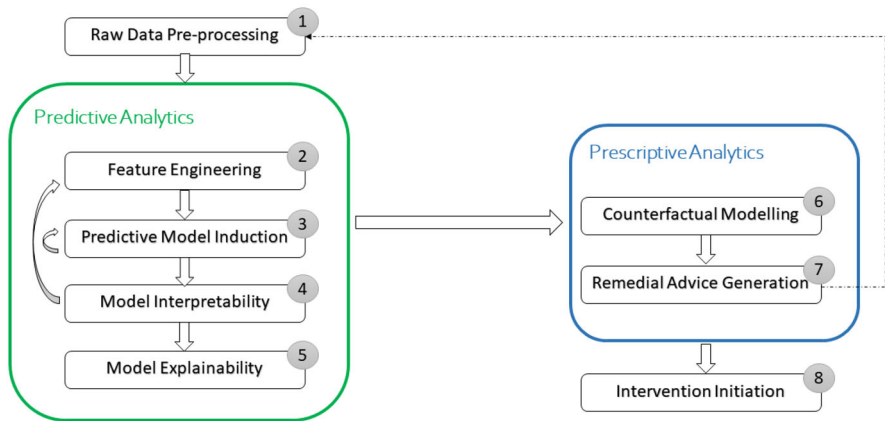 1
Raw Data Pre-processing
Predictive Analytics
2
Feature Engineering
3
Predictive Model Induction
4
Model Interpretability
5
Model Explainability
Prescriptive Analytics
6
Counterfactual Modelling
7
Remedial Advice Generation
8
Intervention Initiation